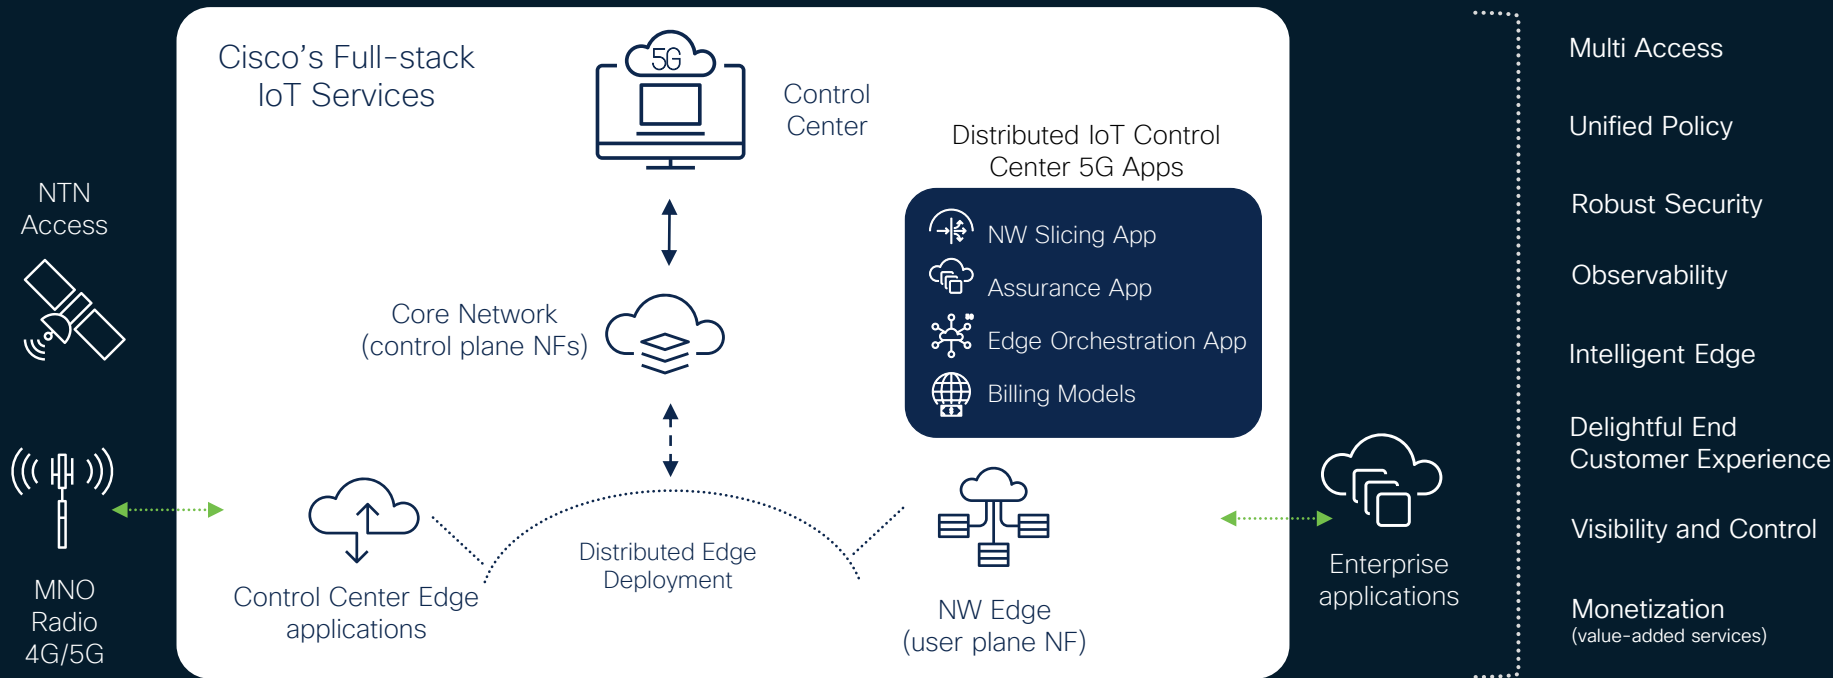 Cisco's Full-stack
IoT Services
5G
Control
Center
Distributed IoT Control
Center 5G Apps
NW Slicing App
Assurance App
Edge Orchestration App
Billing Models
NTN
Access
Core Network
(control plane NFs)
MNO
Radio
4G/5G
Control Center Edge
applications
Distributed Edge
Deployment
NW Edge
(user plane NF)
Enterprise
applications
Multi Access
Unified Policy
Robust Security
Observability
Intelligent Edge
Delightful End
Customer Experience
Visibility and Control
Monetization
(value-added services)